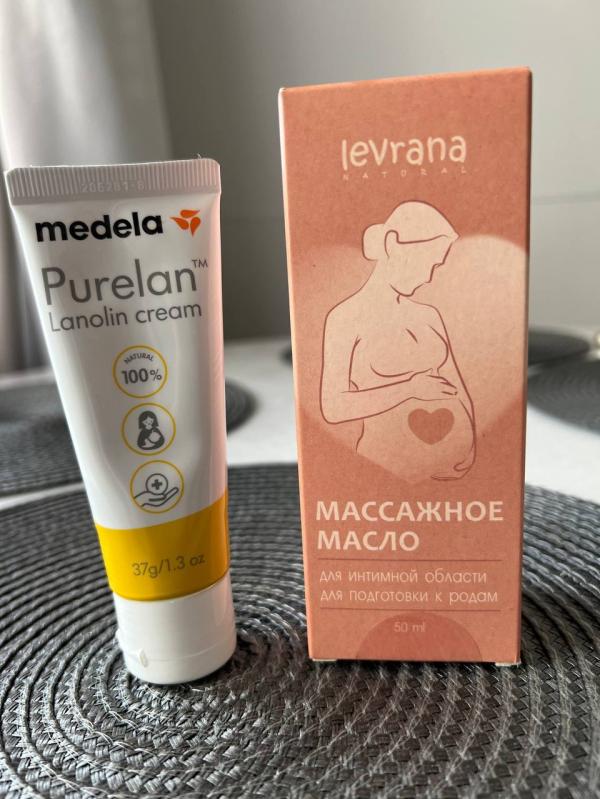 205281-B
medela
Purelan™
Lanolin cream
NATURAL
100%
37g/1.3 oz
levrana
NATURAL
МАССАЖНОЕ
МАСЛО
для интимной области
для подготовки к родам
50 ml